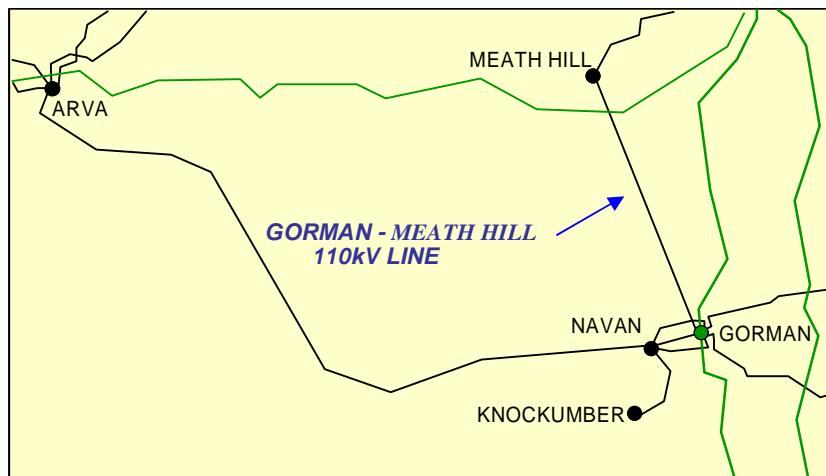 MEATH HILL
ARVA
GORMAN - MEATH HILL
110kV LINE
NAVAN
GORMAN
KNOCKUMBER